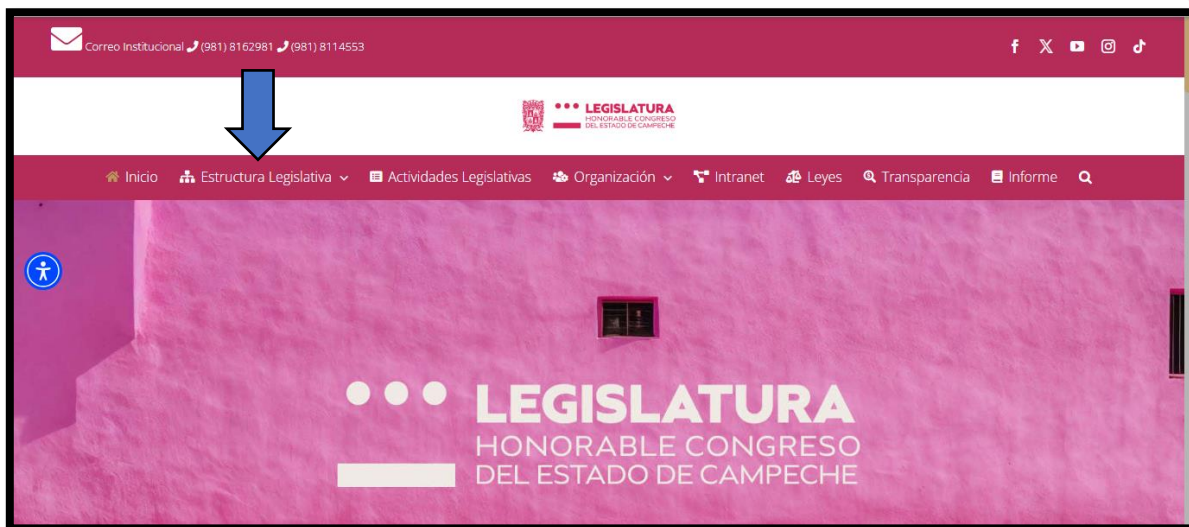 Correo Institucional (981) 8162981 (981) 8114553
LEGISLATURA
HONORABLE CONGRESO
DEL ESTADO DE CAMPECHE
Inicio Estructura Legislativa Actividades Legislativas Organización Intranet Leyes Transparencia Informe
LEGISLATURA
HONORABLE CONGRESO
DEL ESTADO DE CAMPECHE